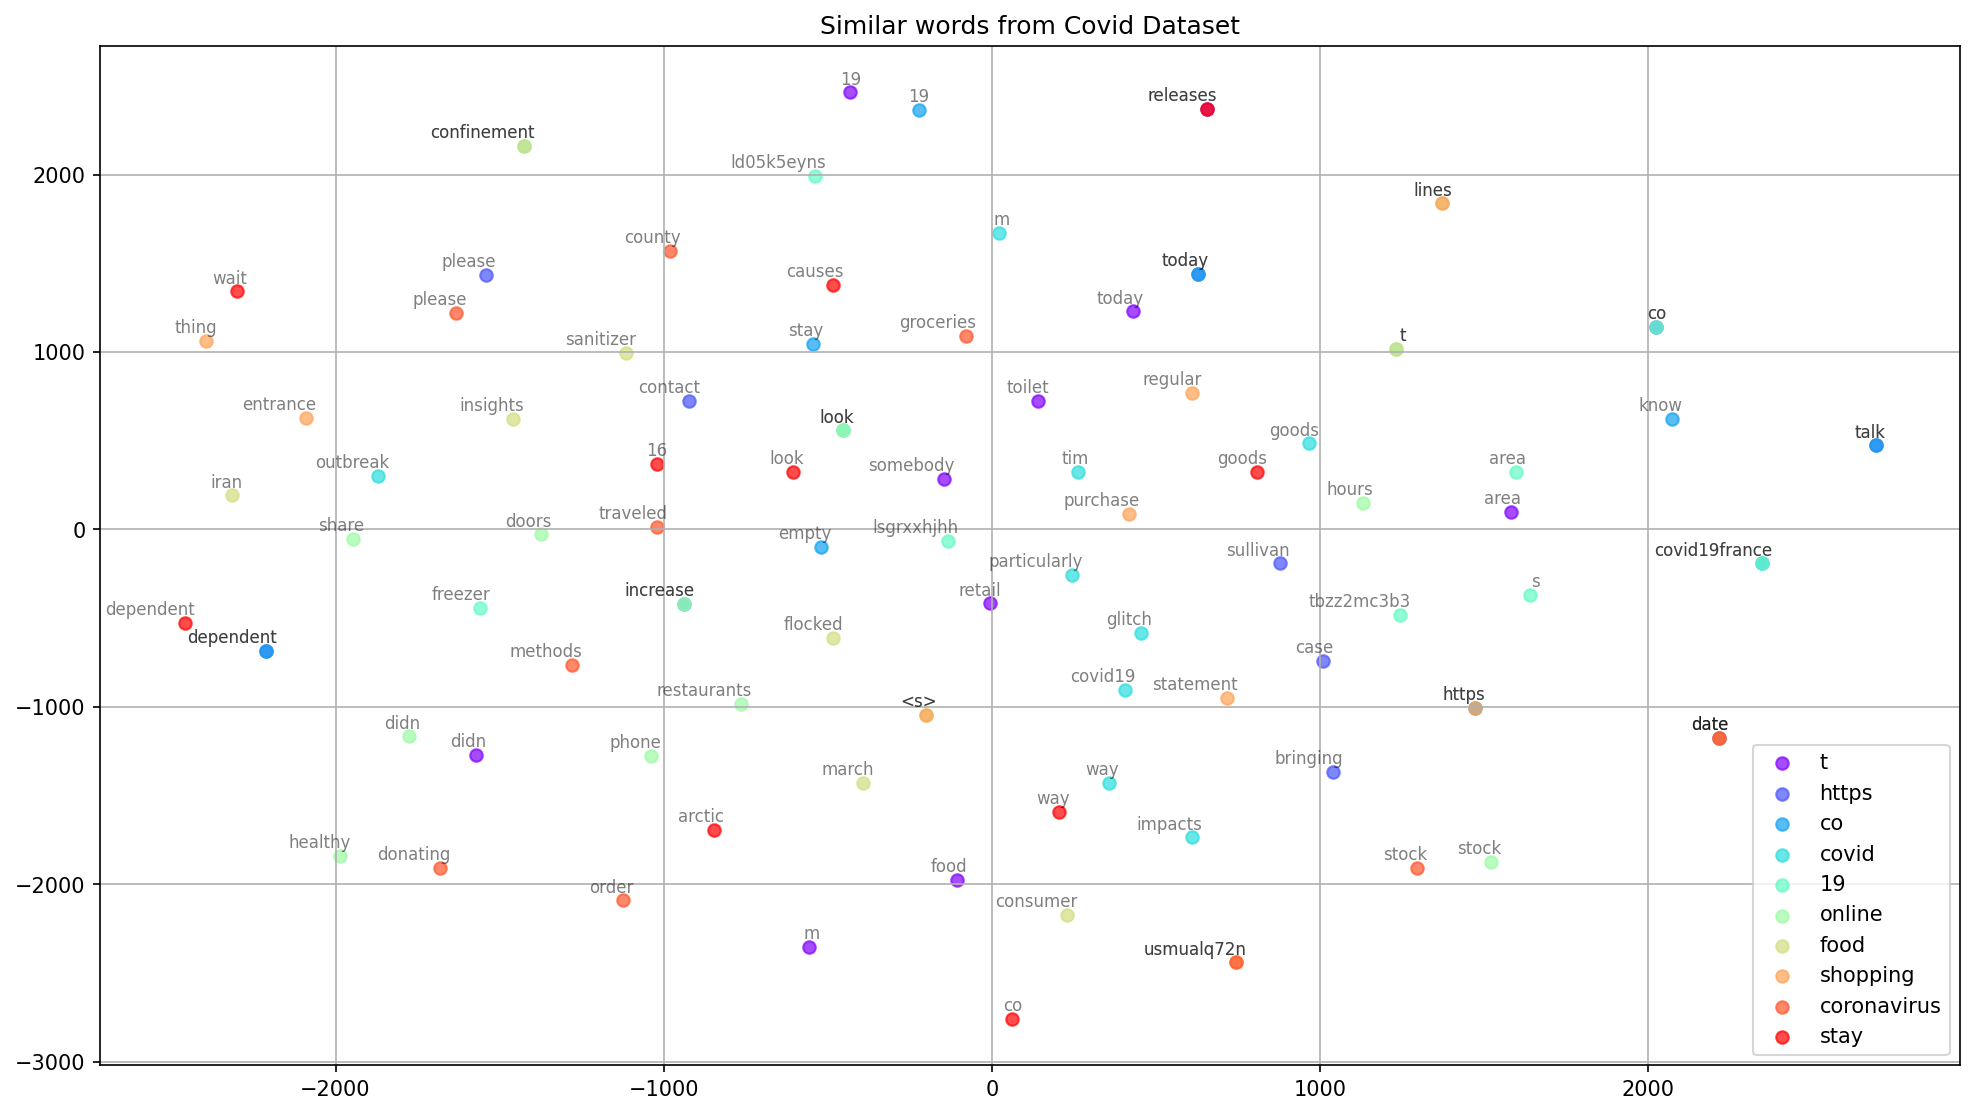 Similar words from Covid Dataset
19
19
releases
confinement
ld05k5eyns
2000
lines
m
county
please
today
wait
causes
please
today
co
thing
groceries
stay
sanitizer
t
1000
contact
toilet
regular
entrance
insights
look
know
goods
talk
16
outbreak
look
somebody
tim
goods
area
iran
hours
purchase
area
share
doors
traveled
empty
lsgrxxhjhh
0
particularly
sullivan
covid19france
freezer
increase
retail
s
tbzz2mc3b3
dependent
flocked
glitch
dependent
methods
case
covid19
restaurants
statement
<s>
https
−1000
didn
didn
phone
date
march
way
bringing
way
arctic
impacts
healthy
donating
food
stock
stock
−2000
order
consumer
m
usmualq72n
co
−3000
t
https
co
covid
19
online
food
shopping
coronavirus
stay
−2000
−1000
0
1000
2000